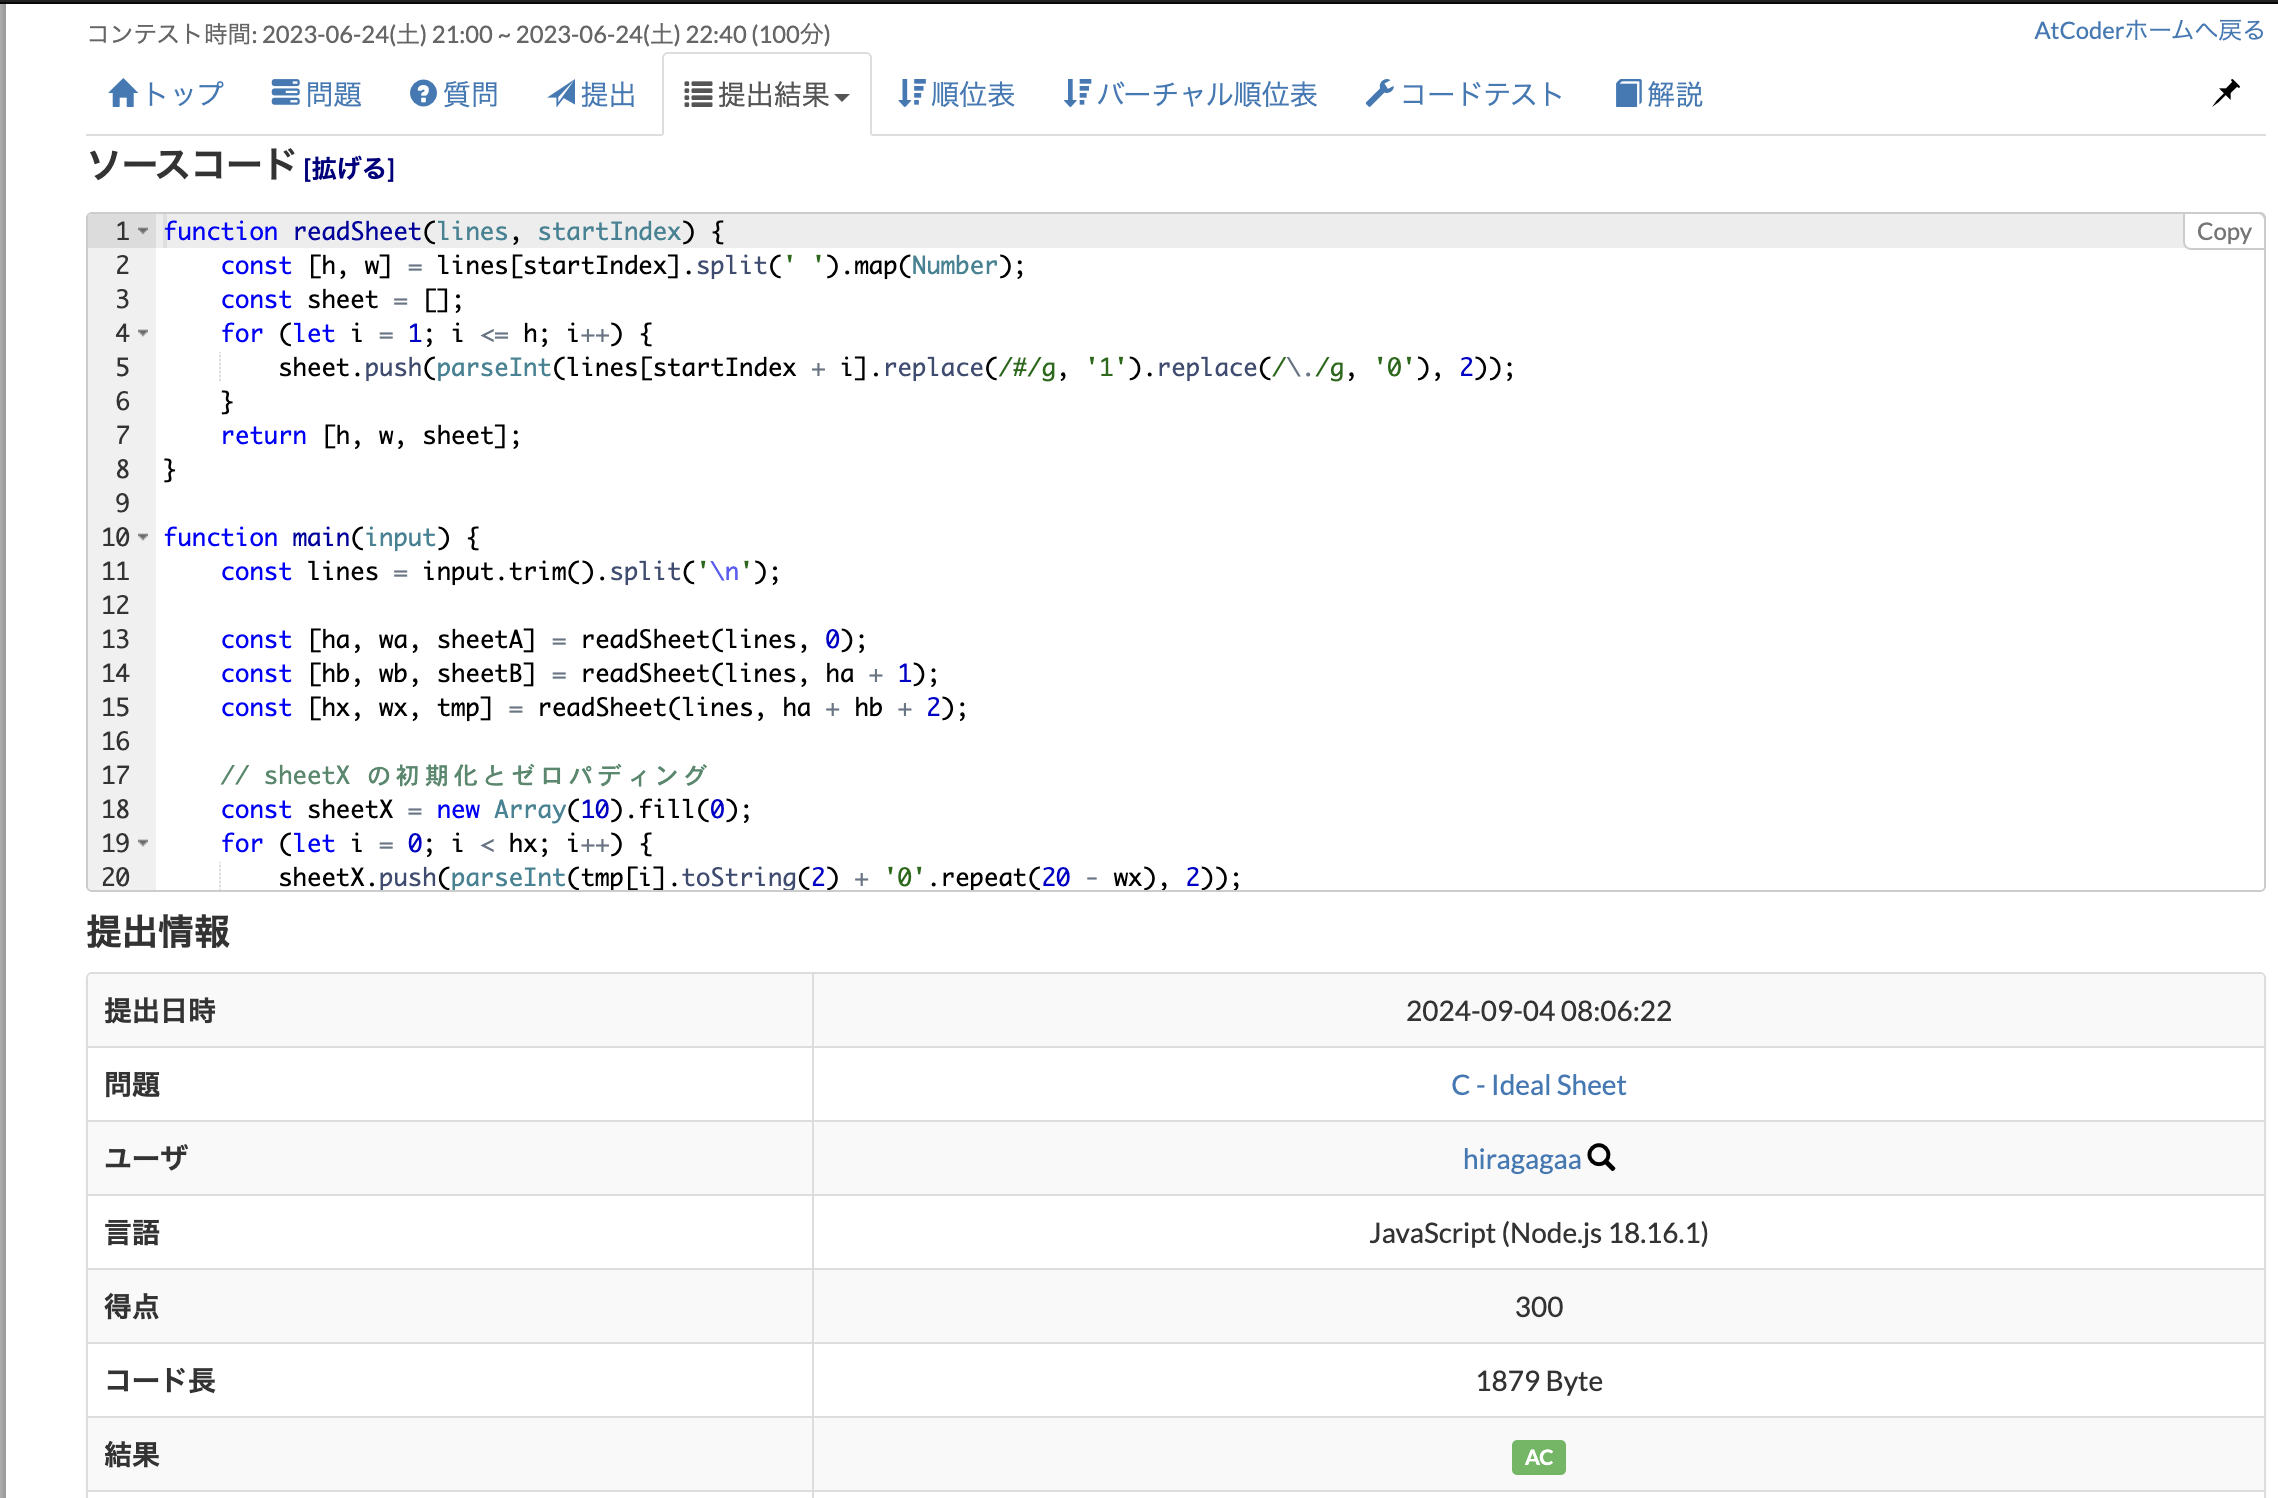 コンテスト時間: 2023-06-24(土) 21:00 ~ 2023-06-24(土) 22:40 (100分)
AtCoderホームへ戻る
トップ 問題 質問 提出 提出結果 順位表 バーチャル順位表 コードテスト 解説
ソースコード [拡げる]
Copy
1 function readSheet(lines, startIndex) {
2     const [h, w] = lines[startIndex].split(' ').map(Number);
3     const sheet = [];
4     for (let i = 1; i <= h; i++) {
5         sheet.push(parseInt(lines[startIndex + i].replace(/#/g, '1').replace(/\./g, '0'), 2));
6     }
7     return [h, w, sheet];
8 }
9
10 function main(input) {
11     const lines = input.trim().split('\n');
12
13     const [ha, wa, sheetA] = readSheet(lines, 0);
14     const [hb, wb, sheetB] = readSheet(lines, ha + 1);
15     const [hx, wx, tmp] = readSheet(lines, ha + hb + 2);
16
17     // sheetX の初期化とゼロパディング
18     const sheetX = new Array(10).fill(0);
19     for (let i = 0; i < hx; i++) {
20         sheetX.push(parseInt(tmp[i].toString(2) + '0'.repeat(20 - wx), 2));
提出情報
提出日時 2024-09-04 08:06:22
問題 C - Ideal Sheet
ユーザ hiragagaa
言語 JavaScript (Node.js 18.16.1)
得点 300
コード長 1879 Byte
結果 AC